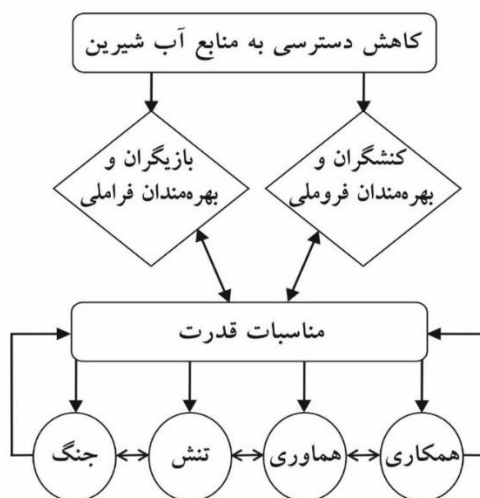 کاهش دسترسی به منابع آب شیرین
کنشگران و
بهره‌مندان فروملی
بازیگران و
بهره‌مندان فراملی
مناسبات قدرت
همکاری
هماوری
تنش
جنگ